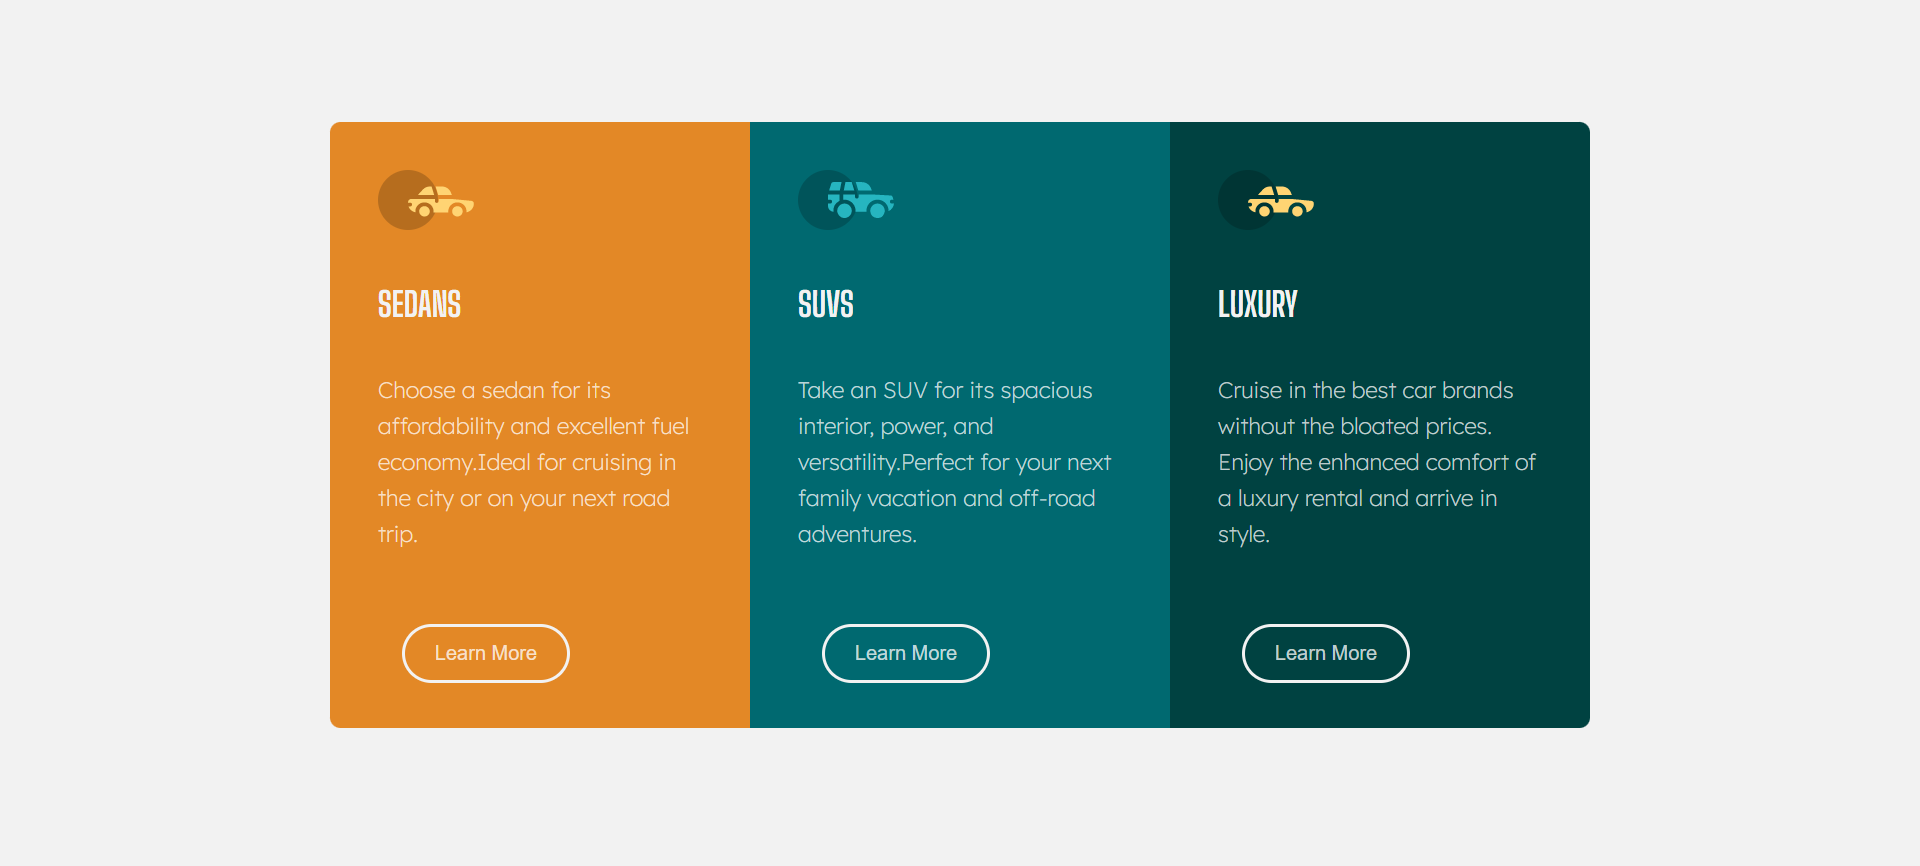 SEDANS
Choose a sedan for its
affordability and excellent fuel
economy.Ideal for cruising in
the city or on your next road
trip.
Learn More
SUVS
Take an SUV for its spacious
interior, power, and
versatility.Perfect for your next
family vacation and off-road
adventures.
Learn More
LUXURY
Cruise in the best car brands
without the bloated prices.
Enjoy the enhanced comfort of
a luxury rental and arrive in
style.
Learn More